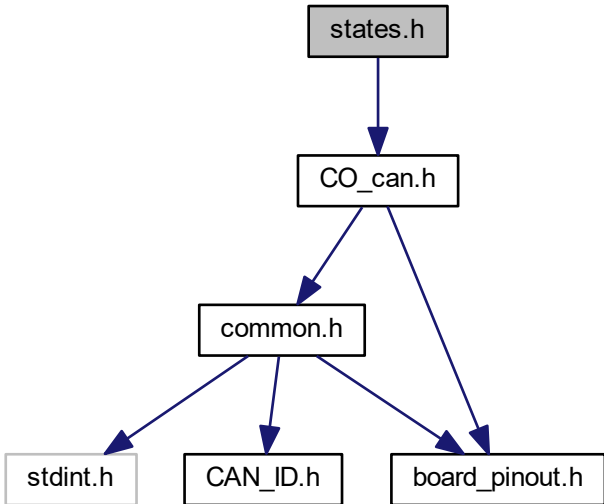 states.h
CO_can.h
common.h
stdint.h
CAN_ID.h
board_pinout.h